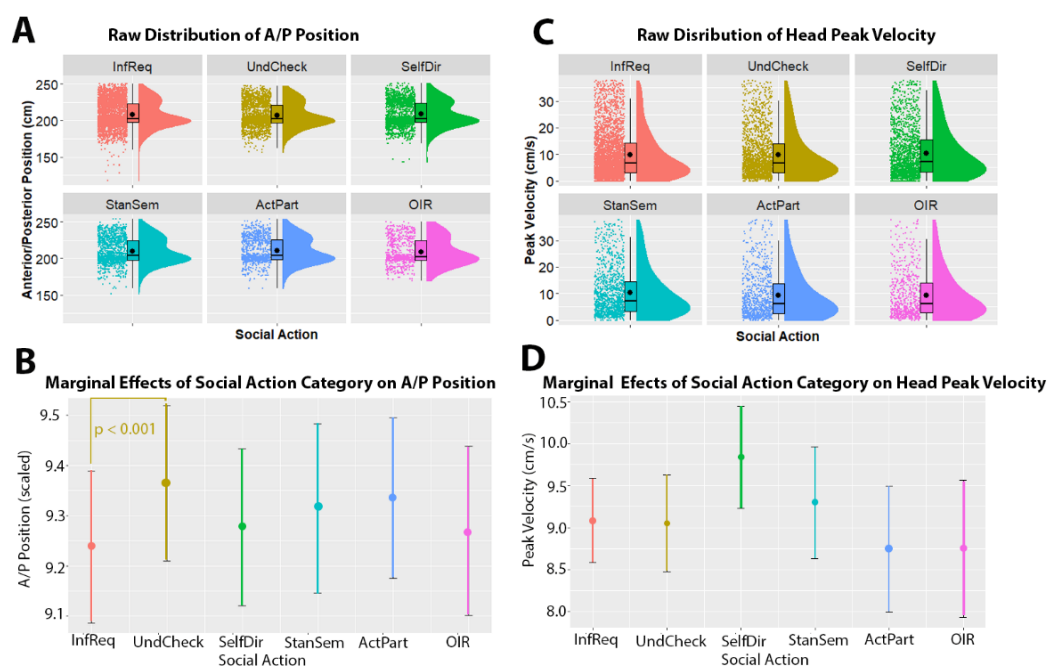 A
Raw Distribution of A/P Position
InfReq
UndCheck
SelfDir
250
200
150
StanSem
ActPart
OIR
250
200
150
Anterior/Posterior Position (cm)
Social Action
C
Raw Disribution of Head Peak Velocity
InfReq
UndCheck
SelfDir
30
20
10
0
StanSem
ActPart
OIR
30
20
10
0
Peak Velocity (cm/s)
Social Action
B
Marginal Effects of Social Action Category on A/P Position
p < 0.001
9.5
9.4
9.3
9.2
9.1
A/P Position (scaled)
InfReq
UndCheck
SelfDir
StanSem
ActPart
OIR
Social Action
D
Marginal Efects of Social Action Category on Head Peak Velocity
10.5
10.0
9.5
9.0
8.5
8.0
Peak Velocity (cm/s)
InfReq
UndCheck
SelfDir
StanSem
ActPart
OIR
Social Action